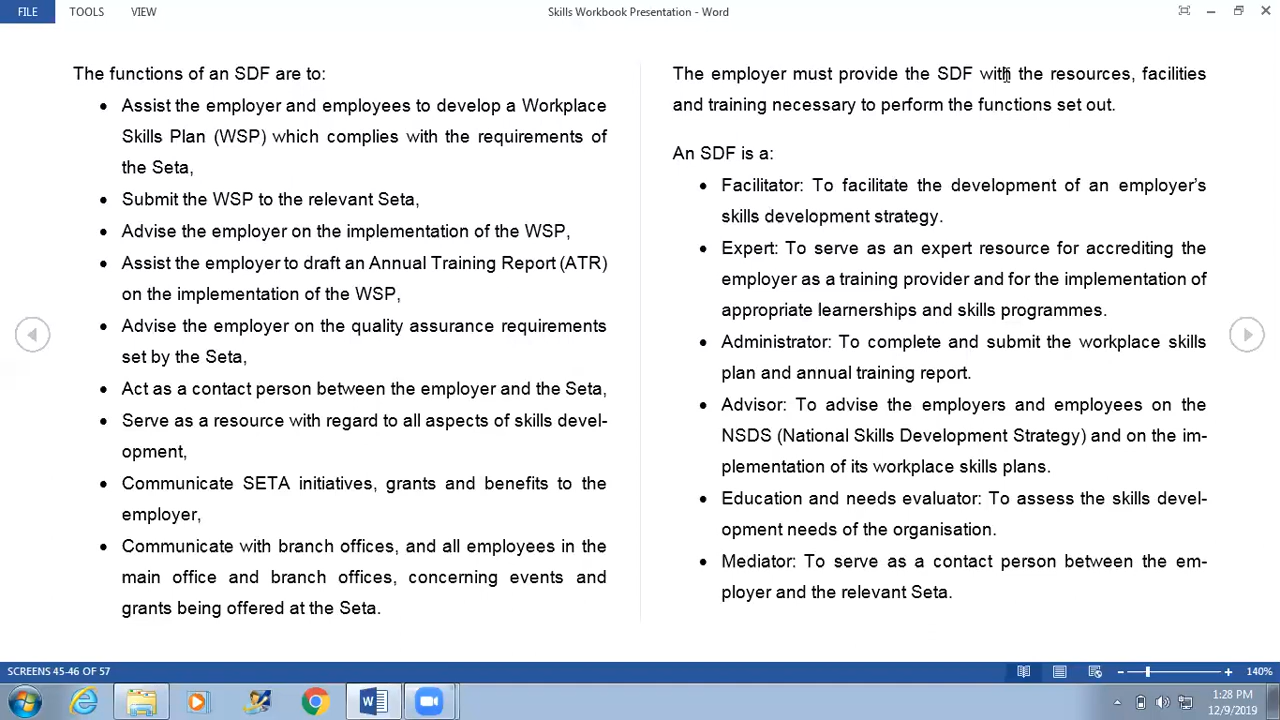 FILE TOOLS VIEW Skills Workbook Presentation - Word
The functions of an SDF are to:
• Assist the employer and employees to develop a Workplace
Skills Plan (WSP) which complies with the requirements of
the Seta,
• Submit the WSP to the relevant Seta,
• Advise the employer on the implementation of the WSP,
• Assist the employer to draft an Annual Training Report (ATR)
on the implementation of the WSP,
• Advise the employer on the quality assurance requirements
set by the Seta,
• Act as a contact person between the employer and the Seta,
• Serve as a resource with regard to all aspects of skills devel-
opment,
• Communicate SETA initiatives, grants and benefits to the
employer,
• Communicate with branch offices, and all employees in the
main office and branch offices, concerning events and
grants being offered at the Seta.
The employer must provide the SDF with the resources, facilities
and training necessary to perform the functions set out.
An SDF is a:
• Facilitator: To facilitate the development of an employer’s
skills development strategy.
• Expert: To serve as an expert resource for accrediting the
employer as a training provider and for the implementation of
appropriate learnerships and skills programmes.
• Administrator: To complete and submit the workplace skills
plan and annual training report.
• Advisor: To advise the employers and employees on the
NSDS (National Skills Development Strategy) and on the im-
plementation of its workplace skills plans.
• Education and needs evaluator: To assess the skills devel-
opment needs of the organisation.
• Mediator: To serve as a contact person between the em-
ployer and the relevant Seta.
SCREENS 45-46 OF 57 140%
1:28 PM
12/9/2019